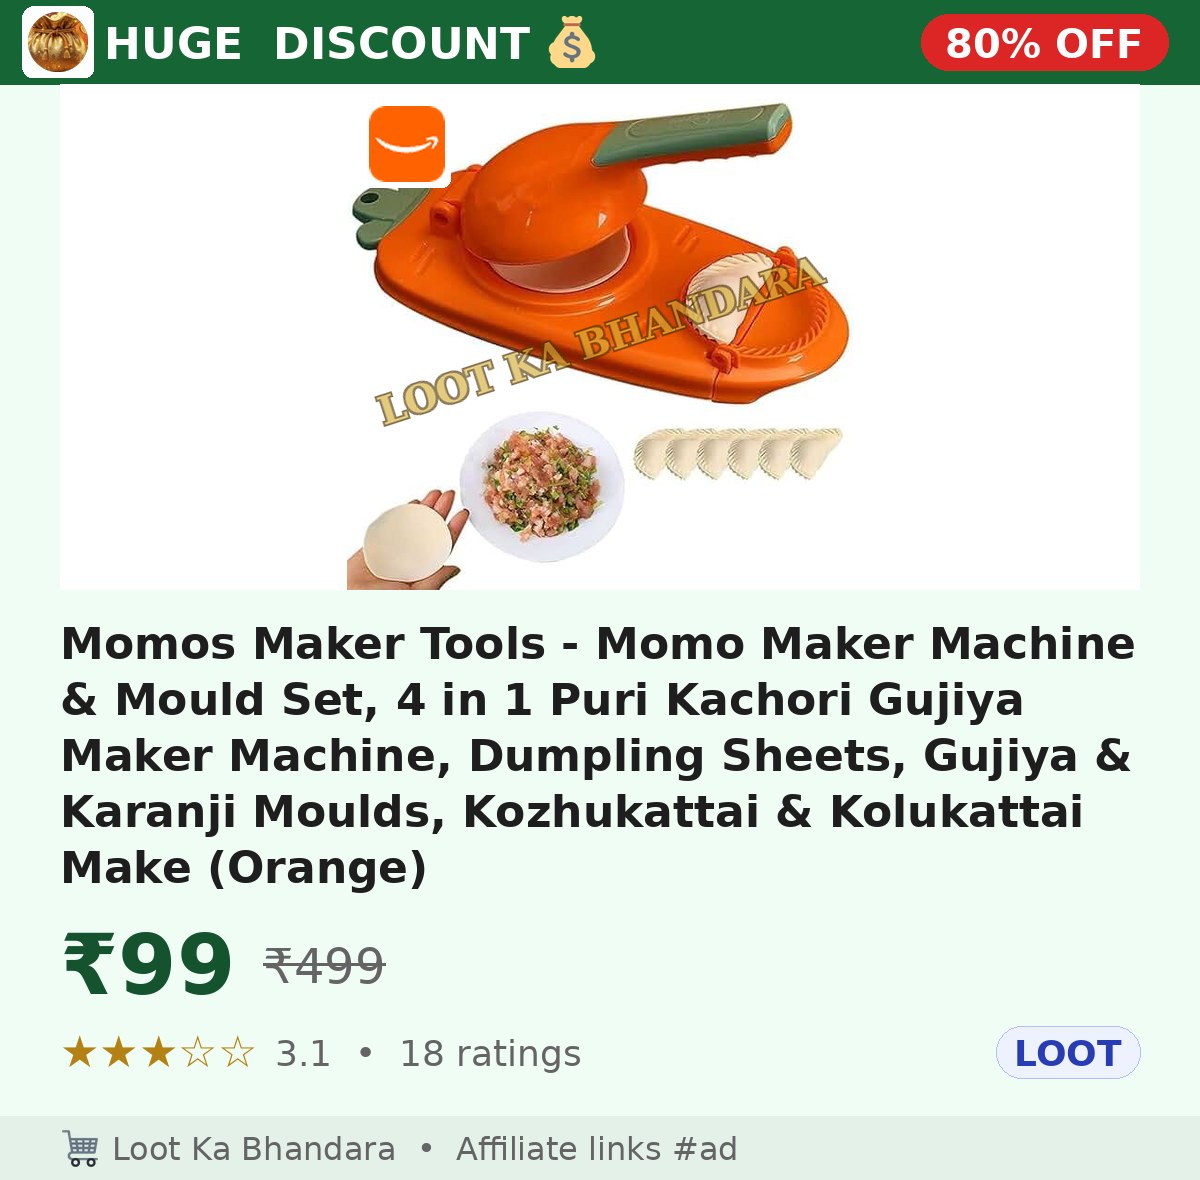 HUGE DISCOUNT 💰
80% OFF
LOOT KA BHANDARA
Momos Maker Tools - Momo Maker Machine
& Mould Set, 4 in 1 Puri Kachori Gujiya
Maker Machine, Dumpling Sheets, Gujiya &
Karanji Moulds, Kozhukattai & Kolukattai
Make (Orange)
₹99 ₹499
★★★☆☆ 3.1 • 18 ratings
LOOT
🛒 Loot Ka Bhandara • Affiliate links #ad